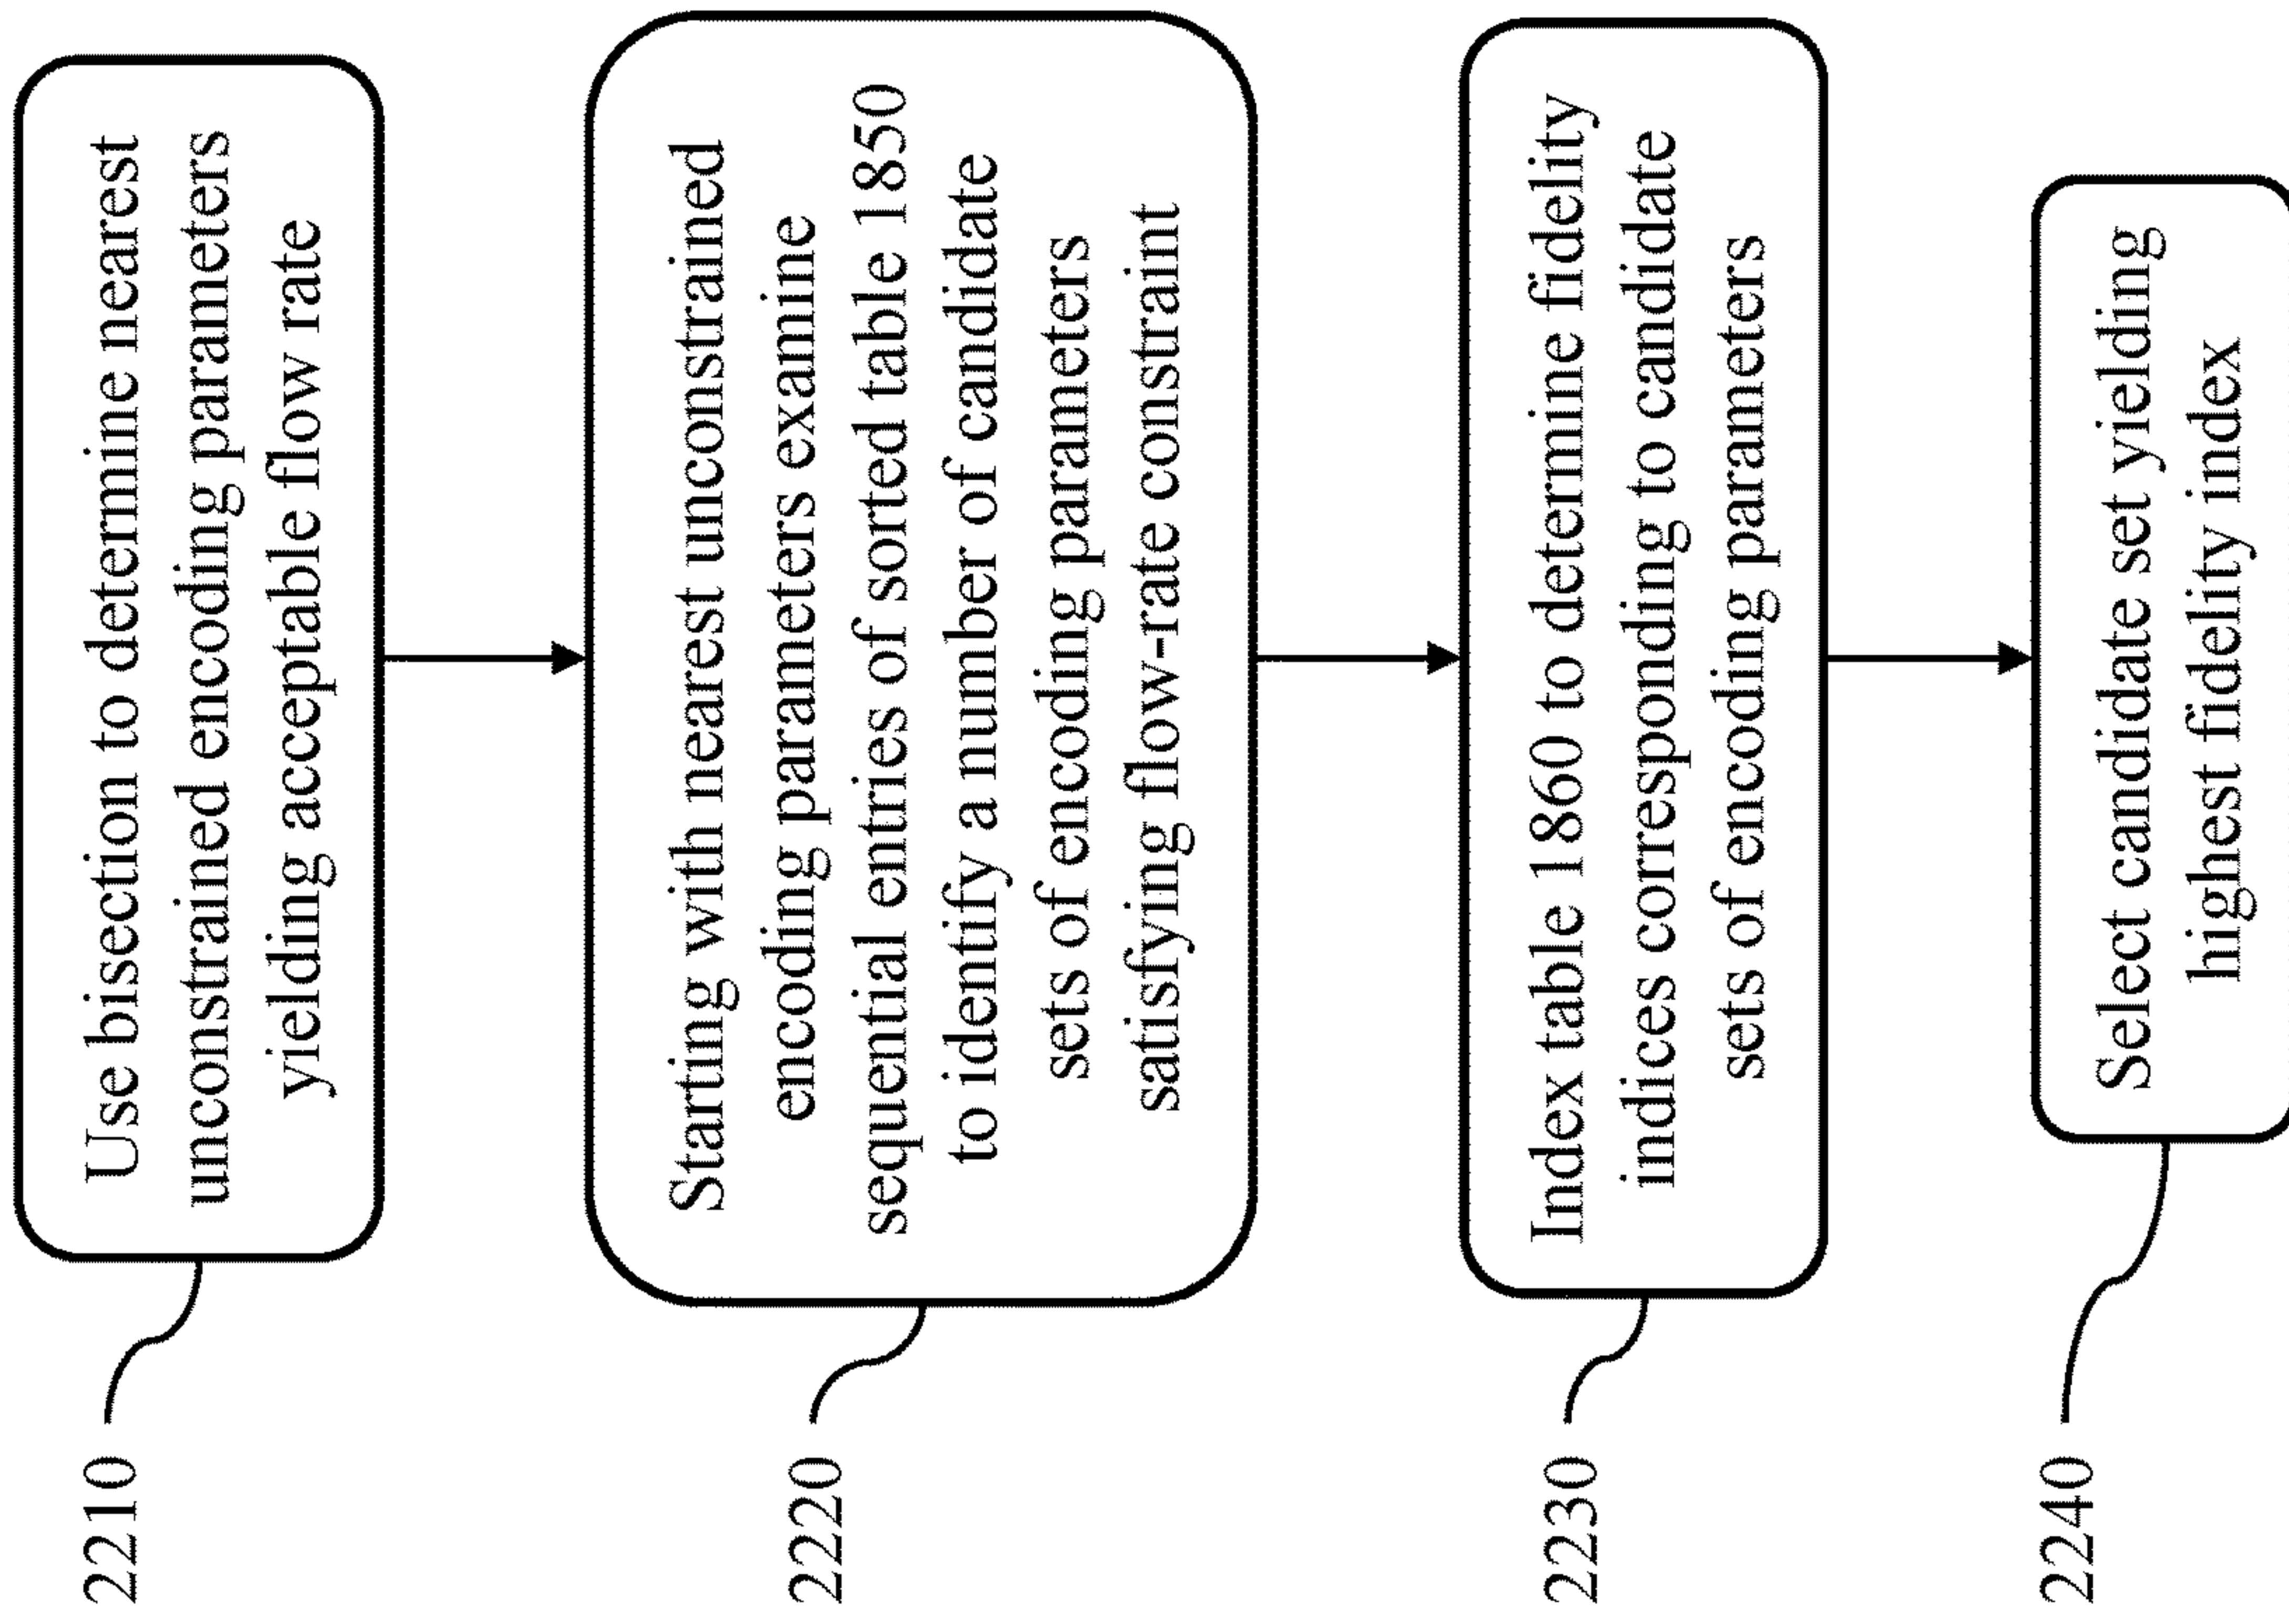 2210
Use bisection to determine nearest
unconstrained encoding parameters
yielding acceptable flow rate
2220
Starting with nearest unconstrained
encoding parameters examine
sequential entries of sorted table 1850
to identify a number of candidate
sets of encoding parameters
satisfying flow-rate constraint
2230
Index table 1860 to determine fidelity
indices corresponding to candidate
sets of encoding parameters
2240
Select candidate set yielding
highest fidelity index